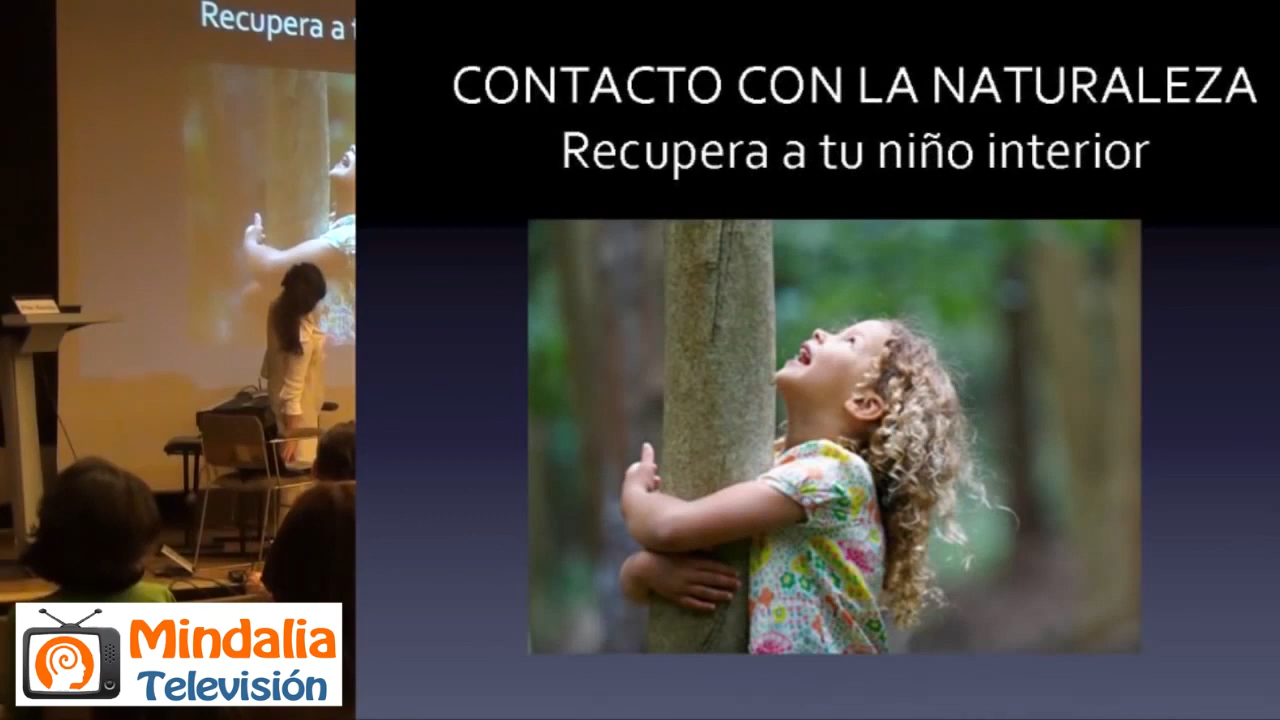 Recupera a t
CONTACTO CON LA NATURALEZA
Recupera a tu niño interior
Mindalia
Televisión